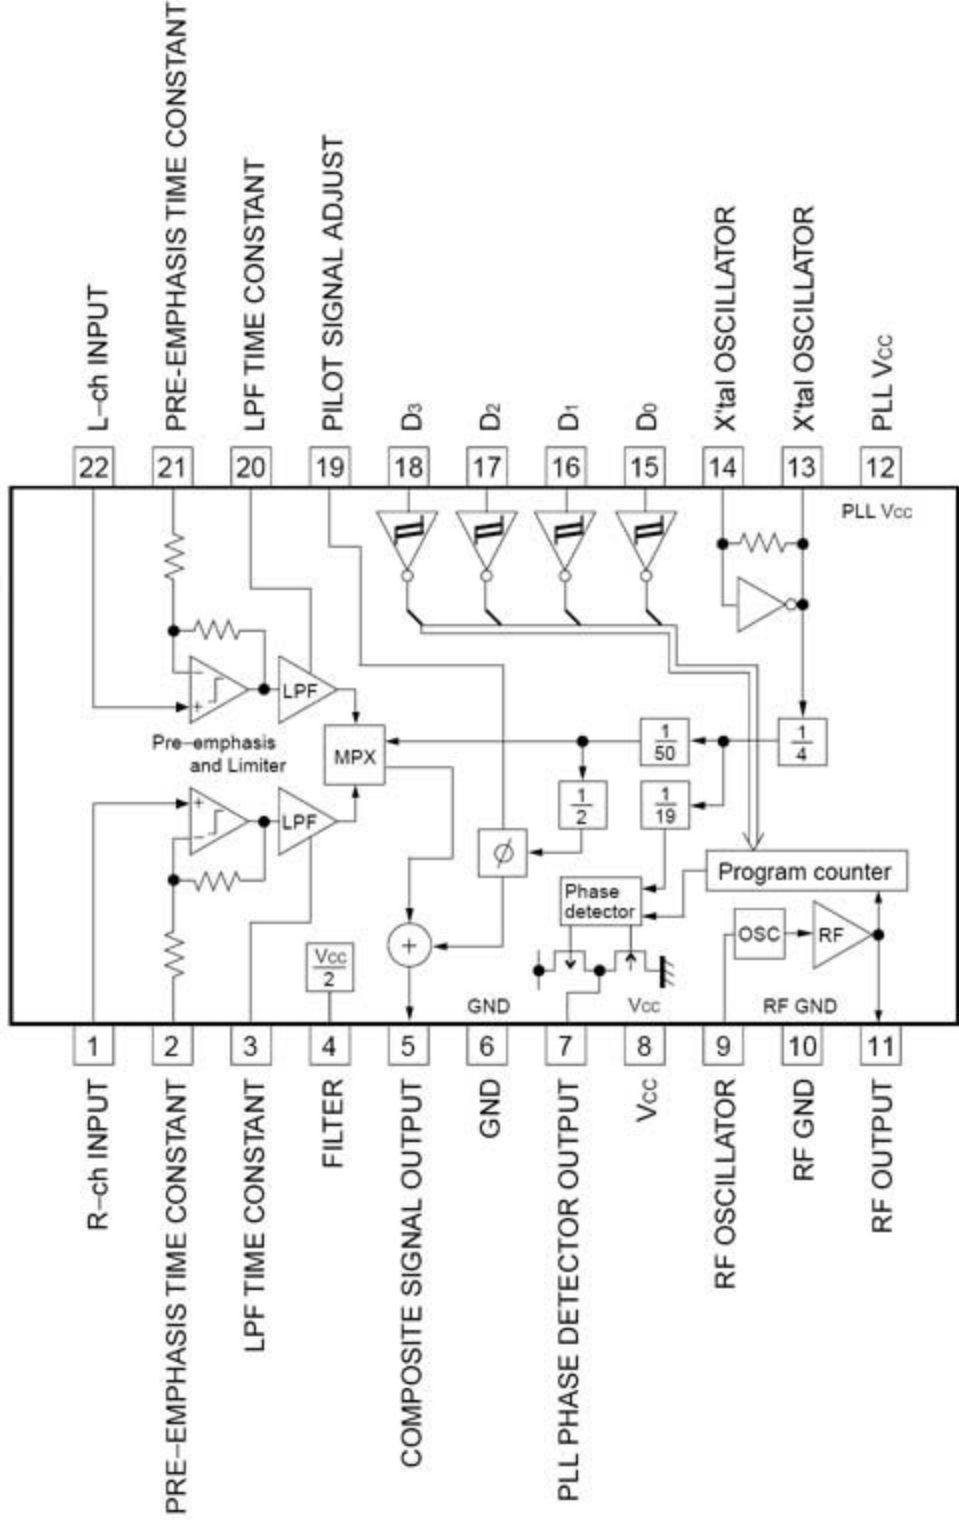 L–ch INPUT
PRE-EMPHASIS TIME CONSTANT
LPF TIME CONSTANT
PILOT SIGNAL ADJUST
D3
D2
D1
D0
X'tal OSCILLATOR
X'tal OSCILLATOR
PLL Vcc
22
21
20
19
18
17
16
15
14
13
12
PLL Vcc
LPF
–
+
Pre–emphasis
and Limiter
MPX
1
50
1
4
+
–
LPF
1
2
1
19
ϕ
Program counter
Phase
detector
OSC
RF
+
Vcc
2
GND
Vcc
RF GND
1
2
3
4
5
6
7
8
9
10
11
R–ch INPUT
PRE–EMPHASIS TIME CONSTANT
LPF TIME CONSTANT
FILTER
COMPOSITE SIGNAL OUTPUT
GND
PLL PHASE DETECTOR OUTPUT
Vcc
RF OSCILLATOR
RF GND
RF OUTPUT